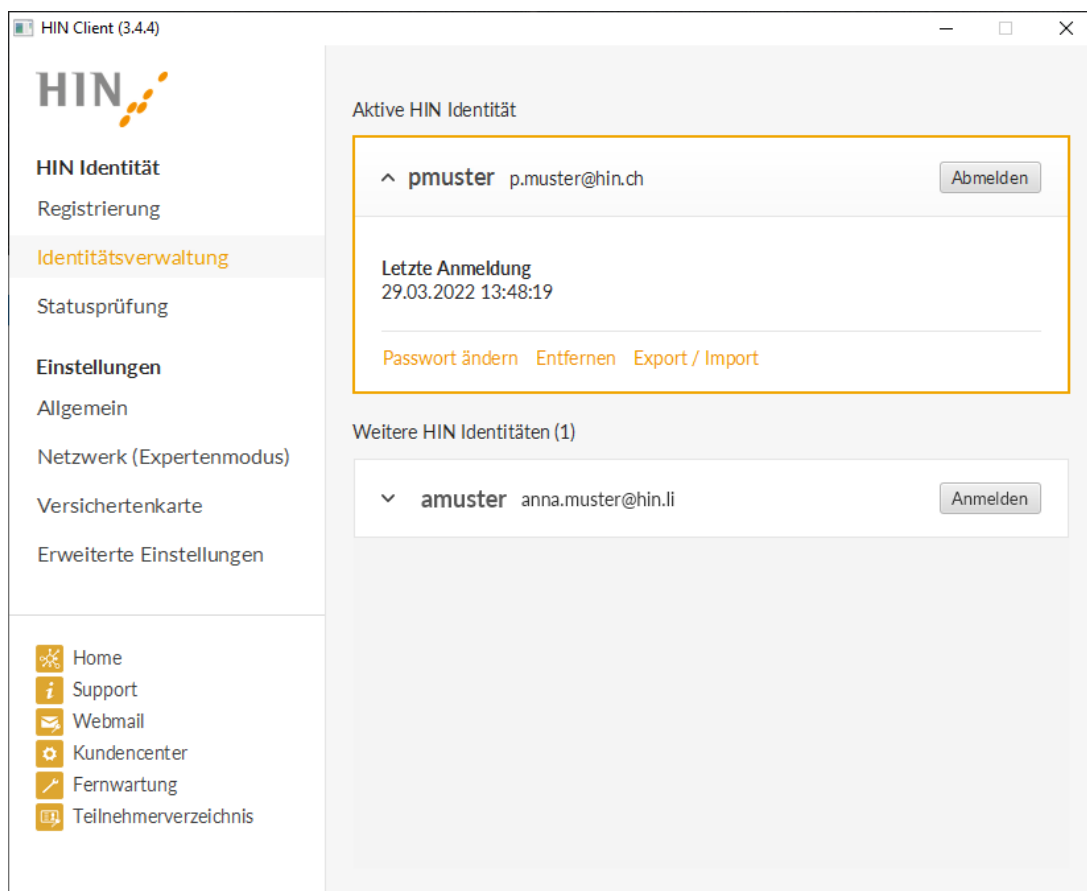 HIN Client (3.4.4)
HIN
HIN Identität
Registrierung
Identitätsverwaltung
Statusprüfung
Einstellungen
Allgemein
Netzwerk (Expertenmodus)
Versichertenkarte
Erweiterte Einstellungen
Home
Support
Webmail
Kundencenter
Fernwartung
Teilnehmerverzeichnis
Aktive HIN Identität
pmuster p.muster@hin.ch Abmelden
Letzte Anmeldung
29.03.2022 13:48:19
Passwort ändern Entfernen Export / Import
Weitere HIN Identitäten (1)
amuster anna.muster@hin.li Anmelden